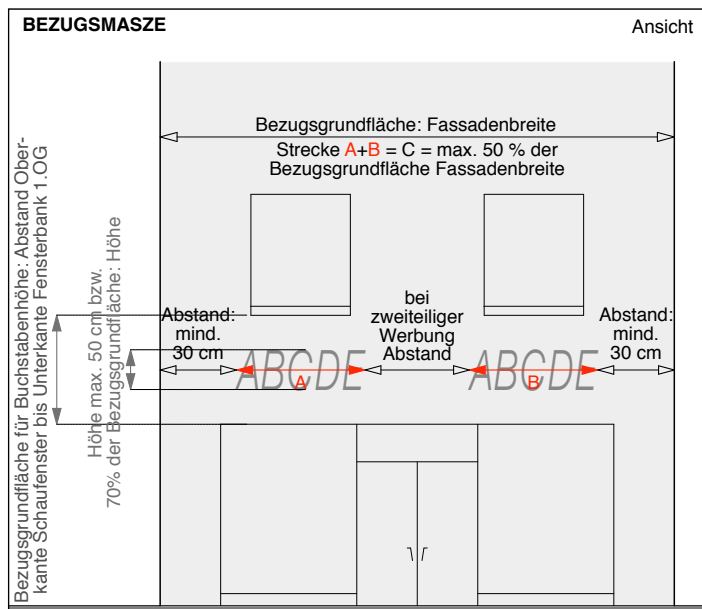 BEZUGSMASZE
Ansicht
Bezugsgrundfläche: Fassadenbreite
Strecke A+B = C = max. 50 % der
Bezugsgrundfläche Fassadenbreite
Bezugsgrundfläche für Buchstabenhöhe: Abstand Ober-
kante Schaufenster bis Unterkante Fensterbank 1.OG
Höhe max. 50 cm bzw.
70% der Bezugsgrundfläche: Höhe
Abstand:
mind.
30 cm
bei
zweiteiliger
Werbung
Abstand
Abstand:
mind.
30 cm
ABCDE
A
ABCDE
B